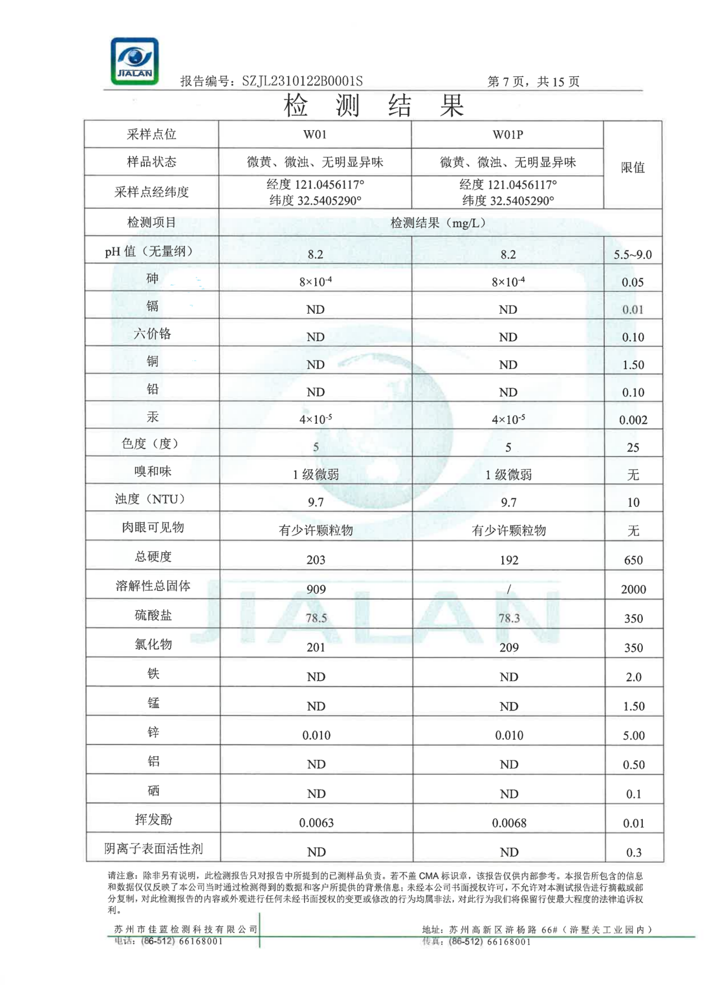 JIALAN
报告编号：SZJL2310122B0001S 第 7 页，共 15 页
检 测 结 果
采样点位 W01 W01P 限值
样品状态 微黄、微浊、无明显异味 微黄、微浊、无明显异味
采样点经纬度 经度 121.0456117° 经度 121.0456117°
纬度 32.5405290° 纬度 32.5405290°
检测项目 检测结果（mg/L）
pH 值（无量纲） 8.2 8.2 5.5~9.0
砷 8×10⁻⁴ 8×10⁻⁴ 0.05
镉 ND ND 0.01
六价铬 ND ND 0.10
铜 ND ND 1.50
铅 ND ND 0.10
汞 4×10⁻⁵ 4×10⁻⁵ 0.002
色度（度） 5 5 25
嗅和味 1 级微弱 1 级微弱 无
浊度（NTU） 9.7 9.7 10
肉眼可见物 有少许颗粒物 有少许颗粒物 无
总硬度 203 192 650
溶解性总固体 909 / 2000
硫酸盐 78.5 78.3 350
氯化物 201 209 350
铁 ND ND 2.0
锰 ND ND 1.50
锌 0.010 0.010 5.00
铝 ND ND 0.50
硒 ND ND 0.1
挥发酚 0.0063 0.0068 0.01
阴离子表面活性剂 ND ND 0.3
JIALAN
请注意：除非另有说明，此检测报告只对报告中所提到的已测样品负责。若不盖 CMA 标识章，该报告仅供内部参考。本报告所包含的信息
和数据仅仅反映了本公司当时通过检测得到的数据和客户所提供的背景信息；未经本公司书面授权许可，不允许对本测试报告进行摘截或部
分复制，对此检测报告的内容或外观进行任何未经书面授权的变更或修改的行为均属非法，对此行为我们将保留行使最大程度的法律追诉权
利。
苏州市佳蓝检测科技有限公司 地址：苏州高新区浒杨路 66#（浒墅关工业园内）
电话：(86-512) 66168001 传真：(86-512) 66168001